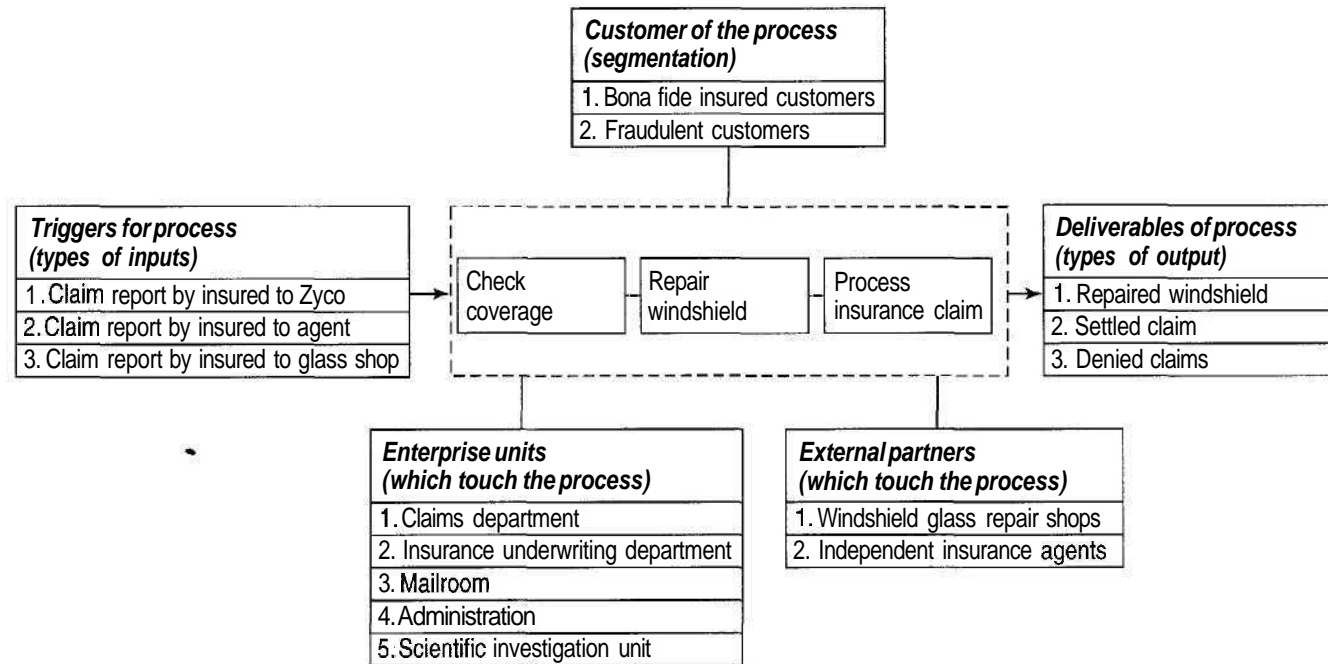 Customer of the process
(segmentation)
1. Bona fide insured customers
2. Fraudulent customers
Triggers for process
(types of inputs)
1. Claim report by insured to Zyco
2. Claim report by insured to agent
3. Claim report by insured to glass shop
Check
coverage
Repair
windshield
Process
insurance claim
Deliverables of process
(types of output)
1. Repaired windshield
2. Settled claim
3. Denied claims
Enterprise units
(which touch the process)
1. Claims department
2. Insurance underwriting department
3. Mailroom
4. Administration
5. Scientific investigation unit
External partners
(which touch the process)
1. Windshield glass repair shops
2. Independent insurance agents